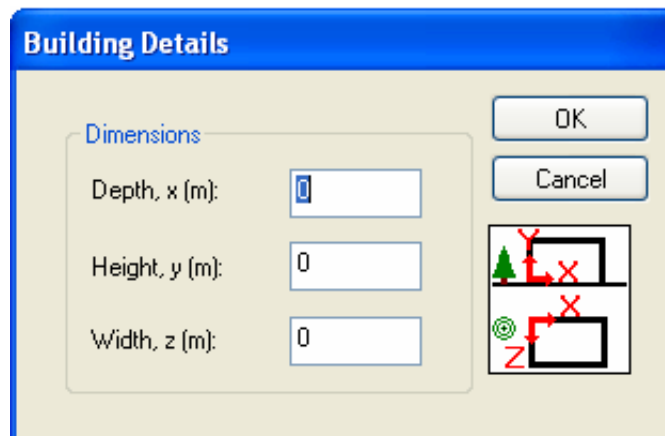 Building Details
Dimensions
Depth, x (m):
0
Height, y (m):
0
Width, z (m):
0
OK
Cancel
Y
X
X
Z